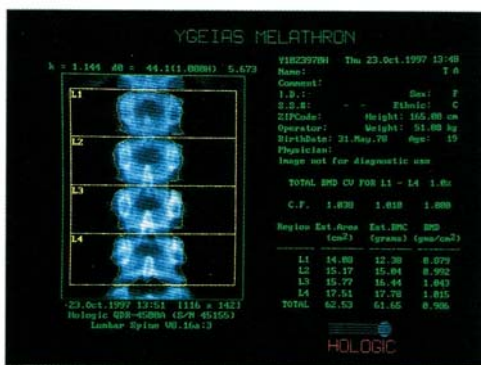 YGEIAS MELATHRON
k = 1.144 d0 = 44.1(1.000H) 5.673
L1
L2
L3
L4
·23.Oct.1997 13:51 [116 x 142]
Hologic QDR-4500A (S/N 45155)
Lumbar Spine V8.16a:3
Y1023970H Thu 23.Oct.1997 13:48
Name: T A
Comment:
I.D.: Sex: F
S.S.#: - - Ethnic: C
ZIPCode: Height: 165.00 cm
Operator: Weight: 51.00 kg
BirthDate: 31.May.78 Age: 19
Physician:
Image not for diagnostic use
TOTAL BMD CV FOR L1 - L4 1.0%
C.F. 1.038 1.018 1.000
Region Est.Area Est.BMC BMD
(cm2) (grams) (gms/cm2)
L1 14.08 12.38 0.879
L2 15.17 15.04 0.992
L3 15.77 16.44 1.043
L4 17.51 17.78 1.015
TOTAL 62.53 61.65 0.986
HOLOGIC